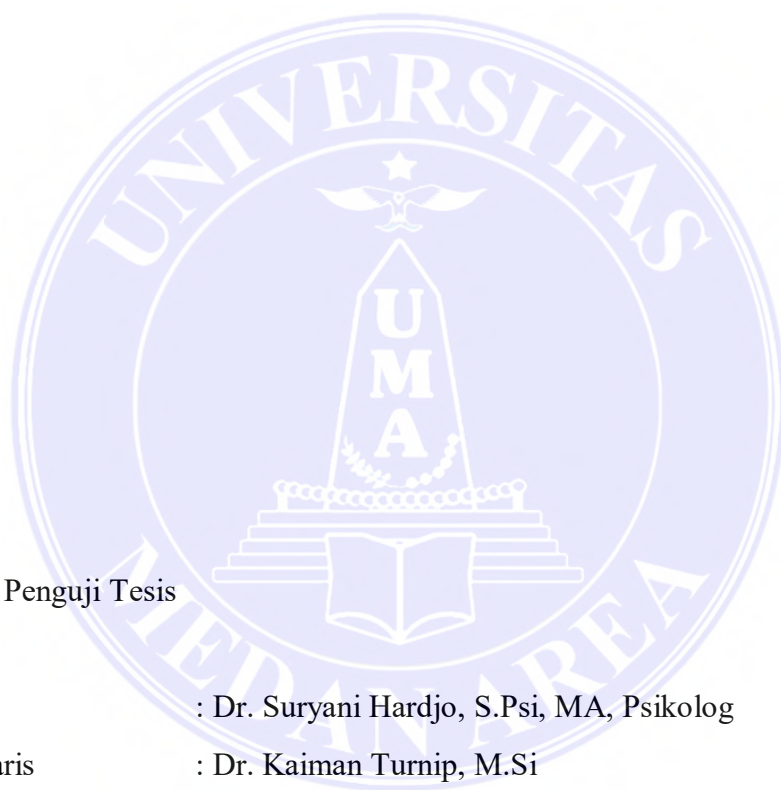 UNIVERSITAS
UMA
Penguji Tesis
MEDAN AREA
: Dr. Suryani Hardjo, S.Psi, MA, Psikolog
aris : Dr. Kaiman Turnip, M.Si